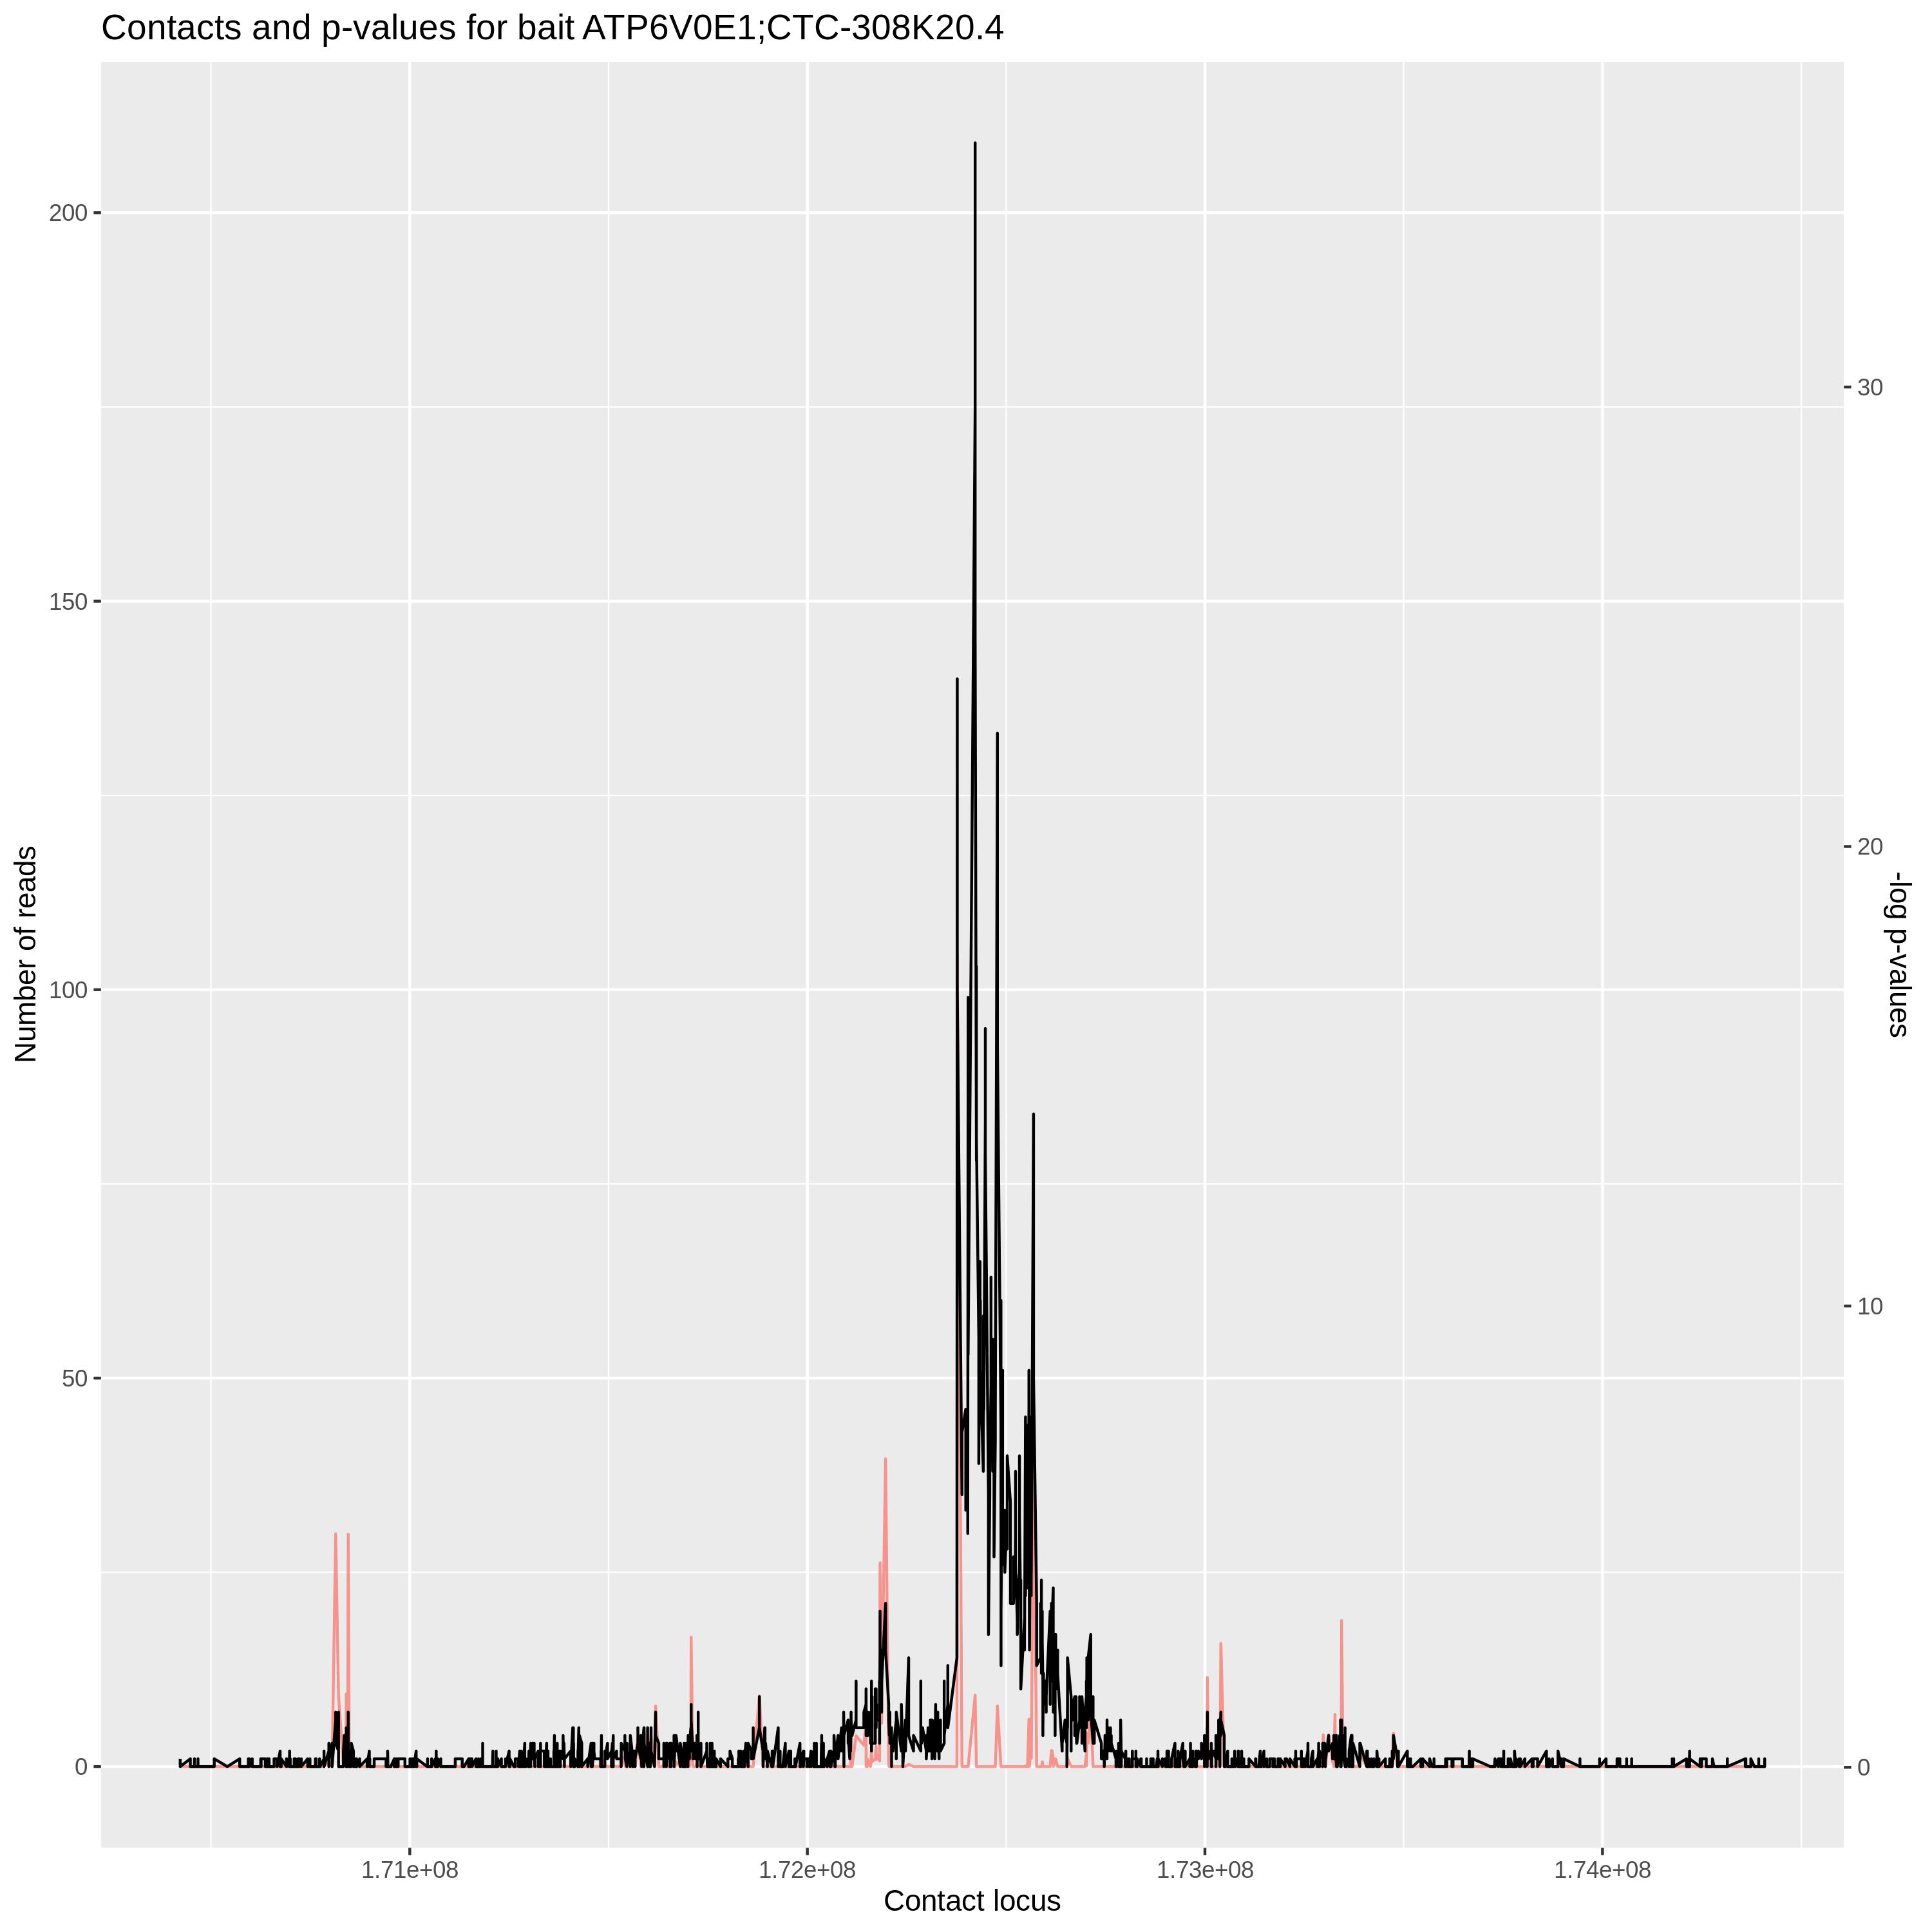 Contacts and p-values for bait ATP6V0E1;CTC-308K20.4
200
150
100
50
0
Number of reads
30
20
10
0
-log p-values
1.71e+08
1.72e+08
1.73e+08
1.74e+08
Contact locus